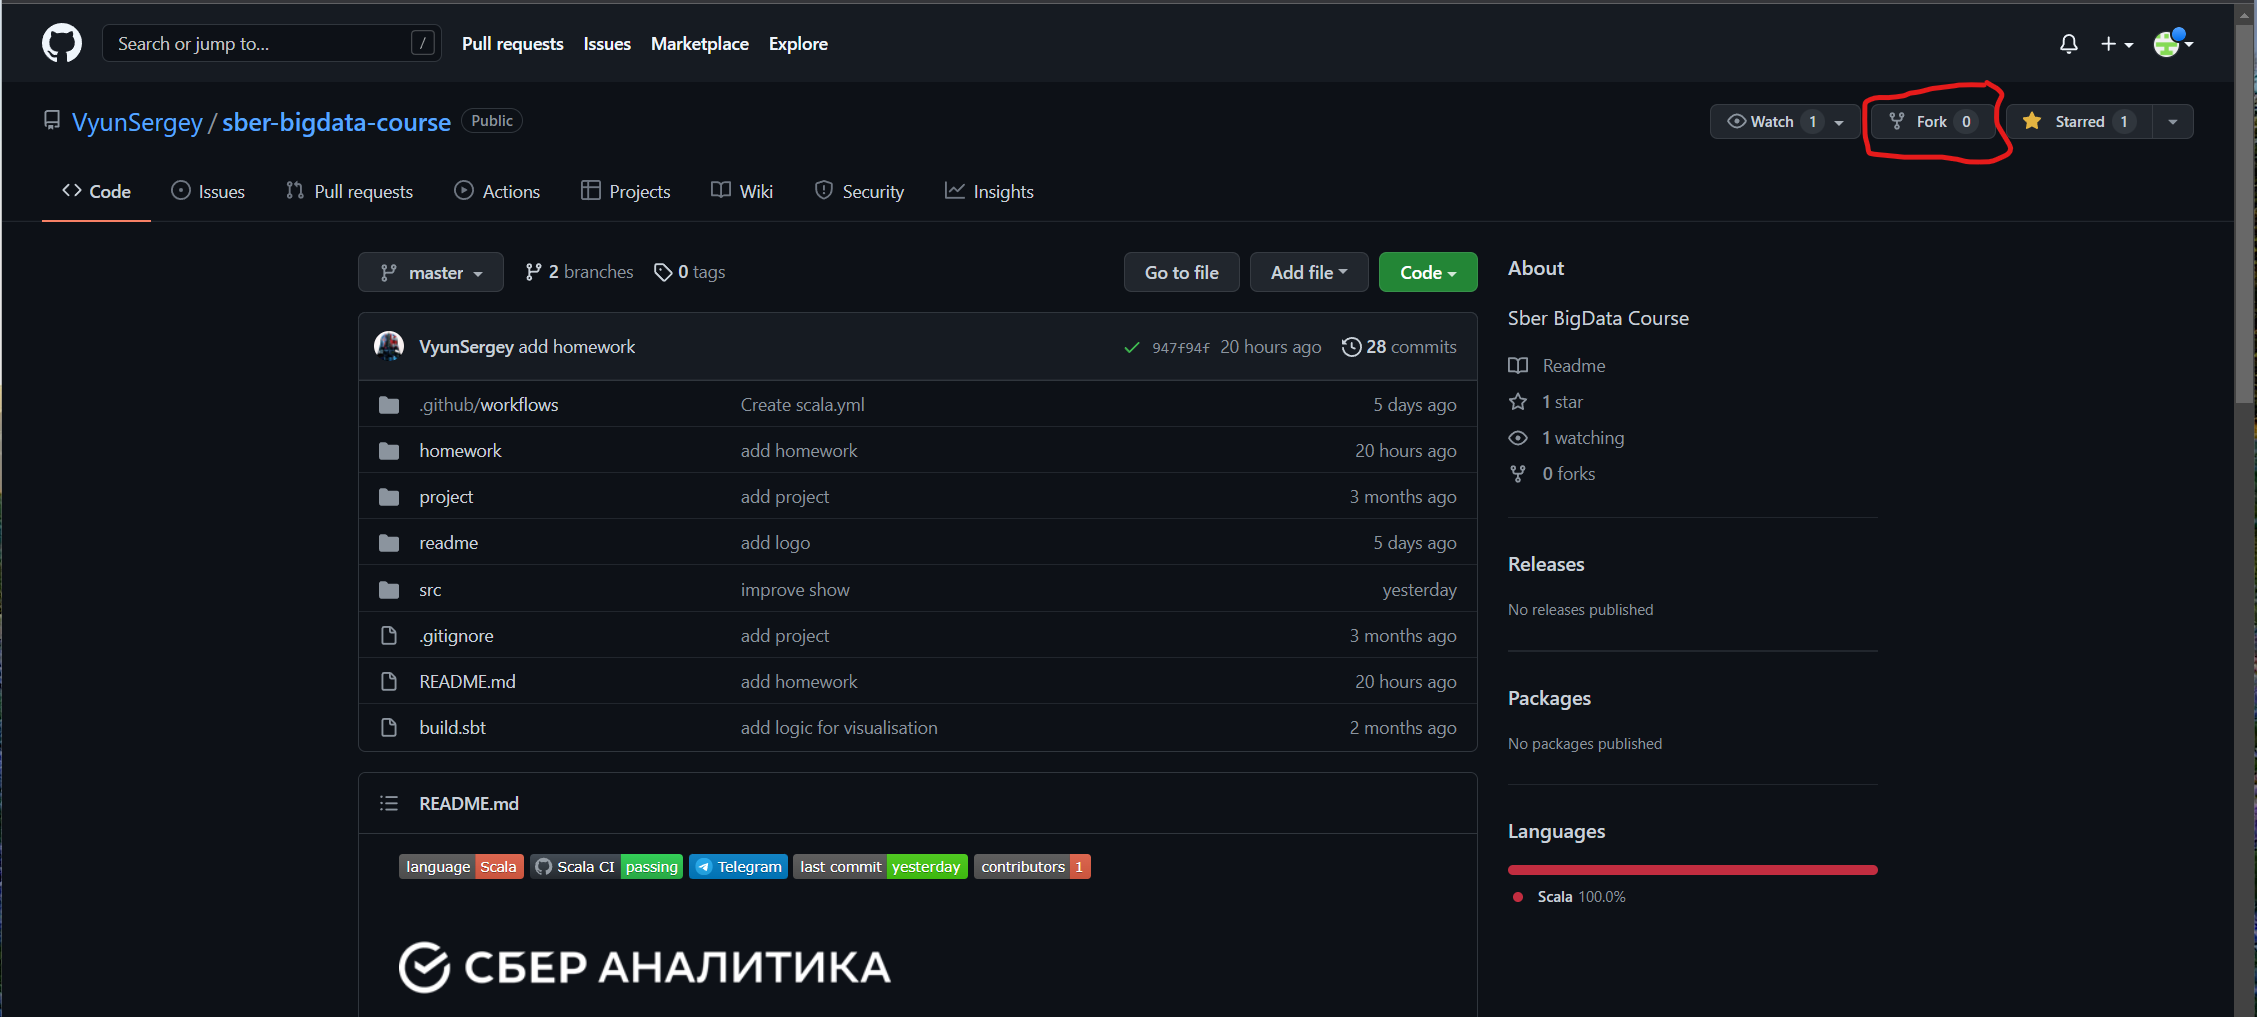 Search or jump to... /
Pull requests Issues Marketplace Explore
VyunSergey / sber-bigdata-course Public
Watch 1 Fork 0 Starred 1
Code Issues Pull requests Actions Projects Wiki Security Insights
master 2 branches 0 tags Go to file Add file Code
VyunSergey add homework 947f94f 20 hours ago 28 commits
.github/workflows Create scala.yml 5 days ago
homework add homework 20 hours ago
project add project 3 months ago
readme add logo 5 days ago
src improve show yesterday
.gitignore add project 3 months ago
README.md add homework 20 hours ago
build.sbt add logic for visualisation 2 months ago
README.md
language Scala Scala CI passing Telegram last commit yesterday contributors 1
СБЕР АНАЛИТИКА
About
Sber BigData Course
Readme
1 star
1 watching
0 forks
Releases
No releases published
Packages
No packages published
Languages
Scala 100.0%